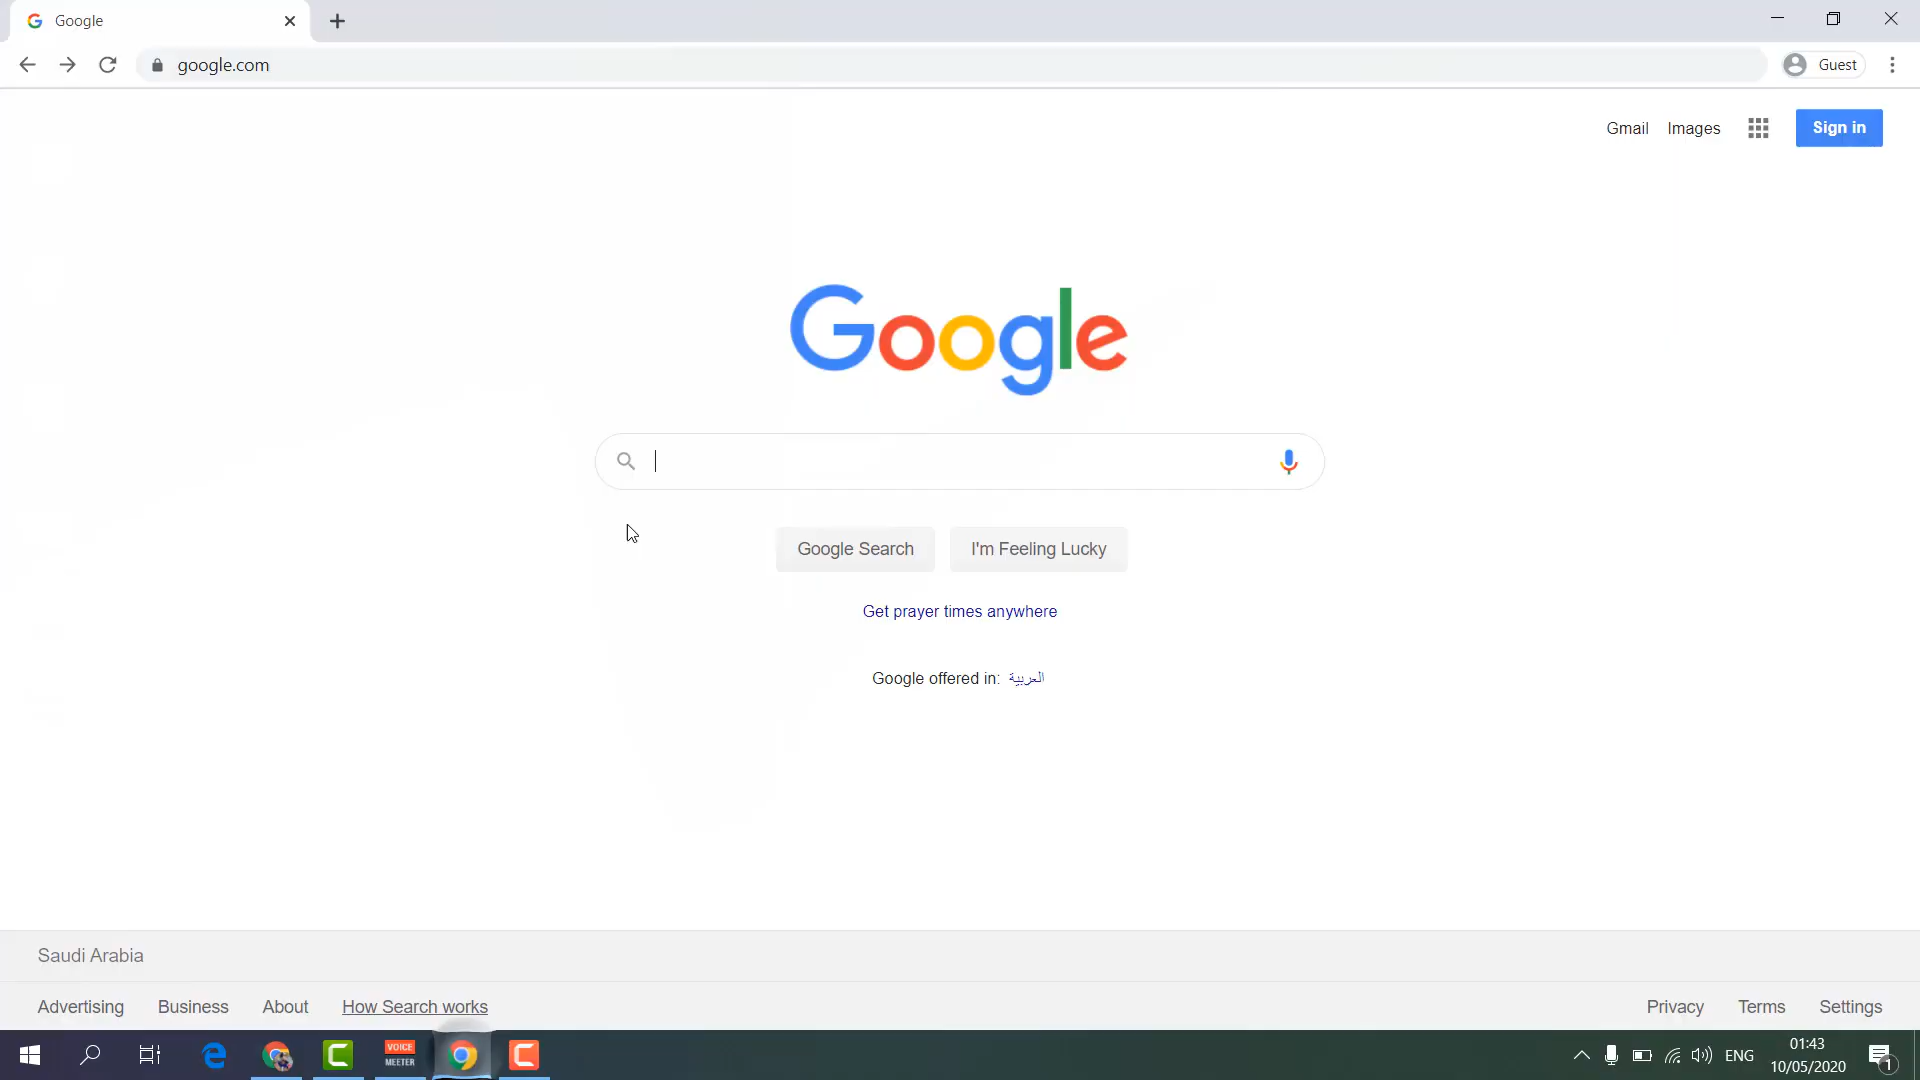 Google
google.com
Guest
Gmail Images
Sign in
Google
Google Search
I'm Feeling Lucky
Get prayer times anywhere
Google offered in: العربية
Saudi Arabia
Advertising Business About How Search works
Privacy Terms Settings
VOICE
MEETER
ENG
01:43
10/05/2020
1